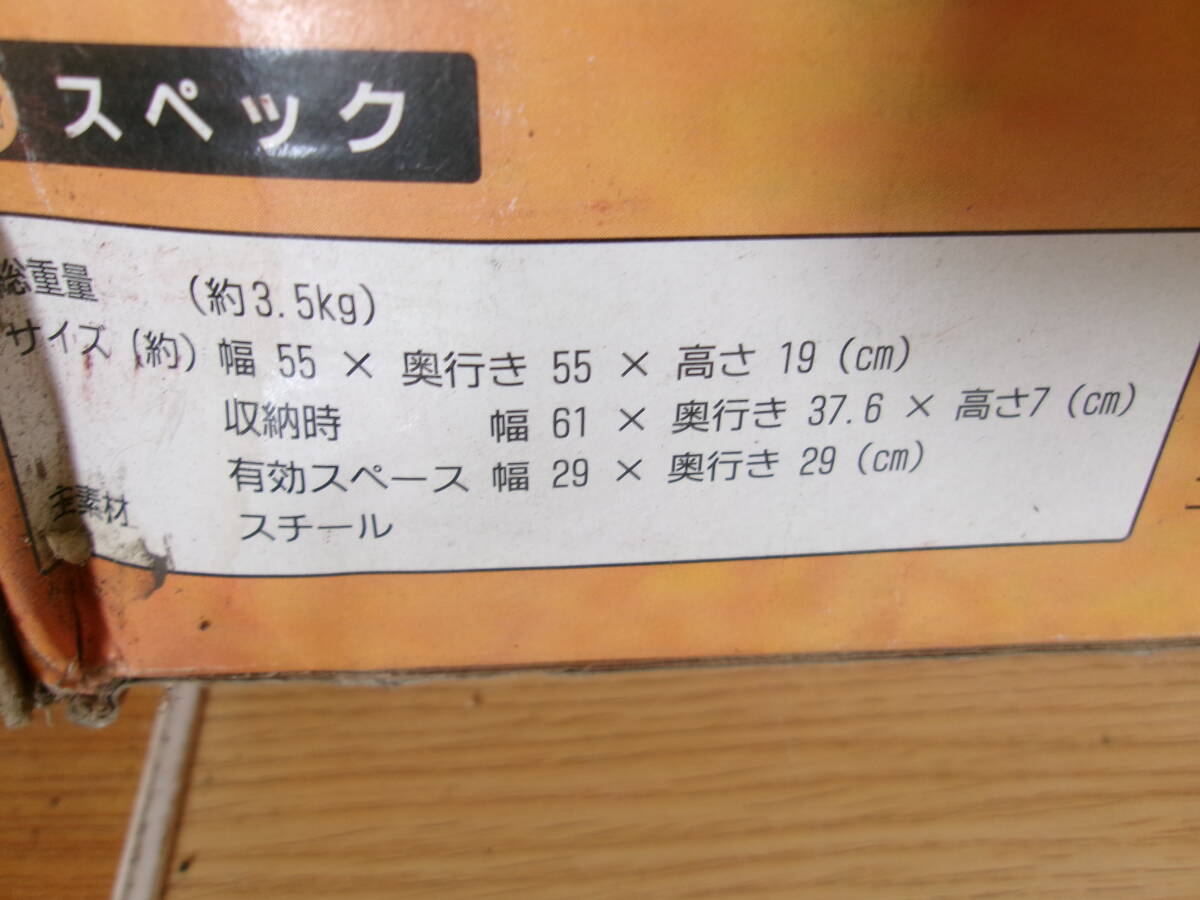 スペック
総重量 (約3.5kg)
サイズ (約) 幅 55 × 奥行き 55 × 高さ 19 (cm)
収納時 幅 61 × 奥行き 37.6 × 高さ7 (cm)
有効スペース 幅 29 × 奥行き 29 (cm)
主素材 スチール